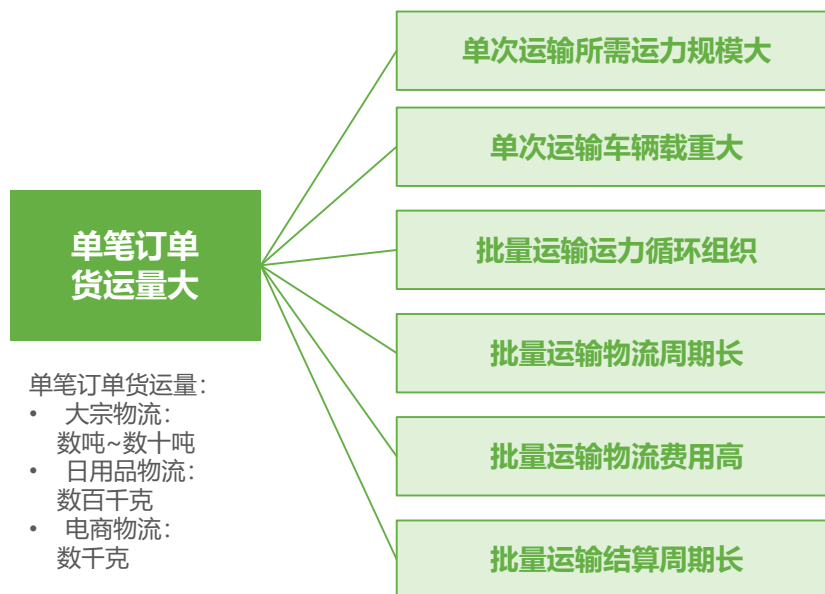 单次运输所需运力规模大
单次运输车辆载重大
单笔订单
货运量大
批量运输运力循环组织
批量运输物流周期长
批量运输物流费用高
批量运输结算周期长
单笔订单货运量：
• 大宗物流：
数吨~数十吨
• 日用品物流：
数百千克
• 电商物流：
数千克